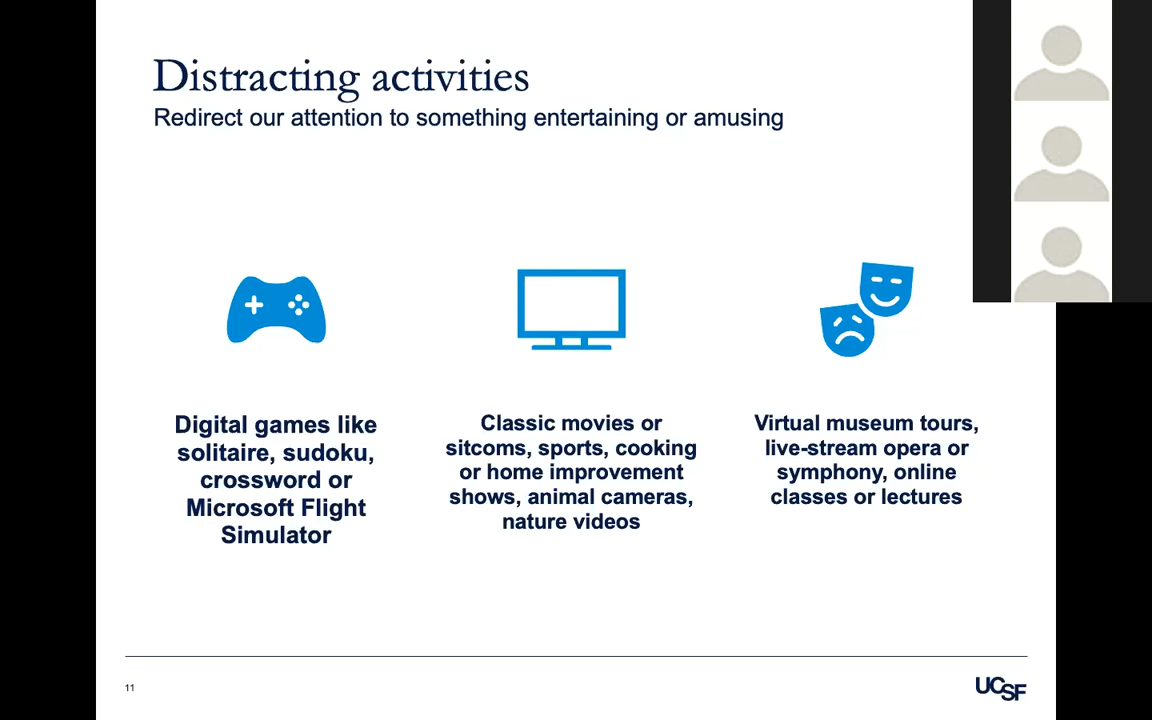 Distracting activities
Redirect our attention to something entertaining or amusing
Digital games like
solitaire, sudoku,
crossword or
Microsoft Flight
Simulator
Classic movies or
sitcoms, sports, cooking
or home improvement
shows, animal cameras,
nature videos
Virtual museum tours,
live-stream opera or
symphony, online
classes or lectures
11
UCSF